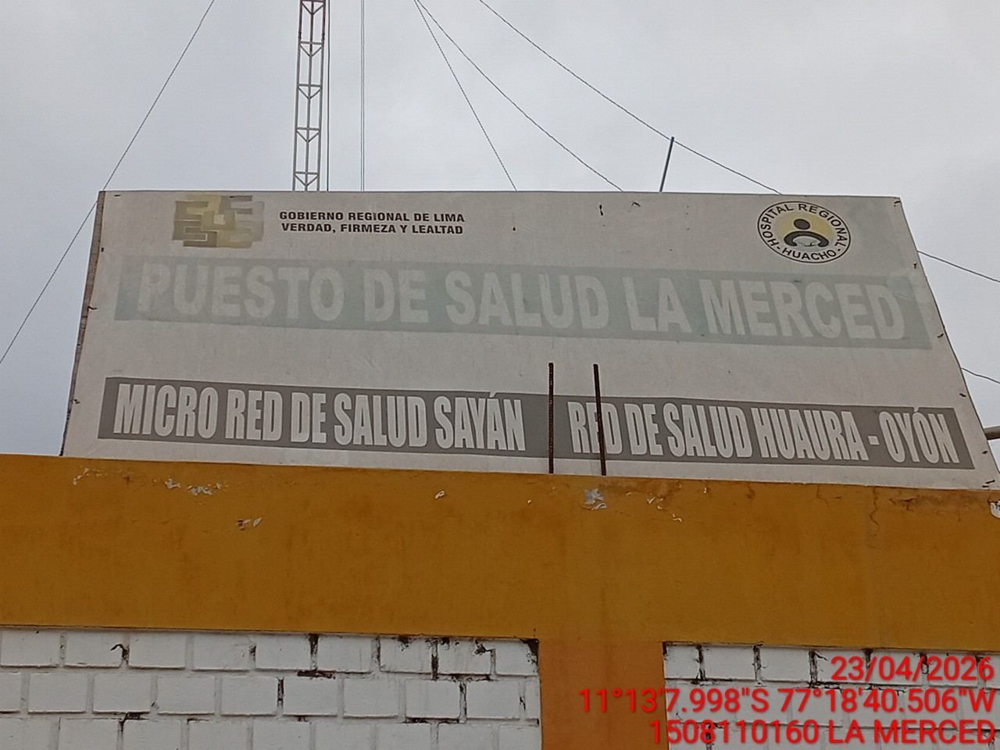 GOBIERNO REGIONAL DE LIMA
VERDAD, FIRMEZA Y LEALTAD
HOSPITAL REGIONAL
- HUACHO -
PUESTO DE SALUD LA MERCED
MICRO RED DE SALUD SAYÁN RED DE SALUD HUAURA - OYÓN
23/04/2026
11°13'7.998"S 77°18'40.506"W
1508110160 LA MERCED